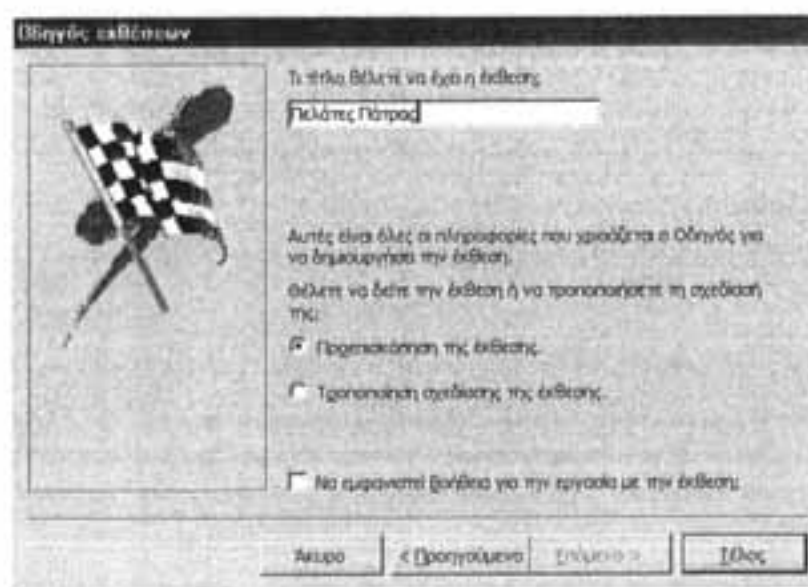 Οδηγός εκθέσεων
Τι τίτλο θέλετε να έχει η έκθεση;
Πελάτες Πάτρας
Αυτές είναι όλες οι πληροφορίες που χρειάζεται ο Οδηγός για
να δημιουργήσει την έκθεση.
Θέλετε να δείτε την έκθεση ή να τροποποιήσετε τη σχεδίασή
της;
Προεπισκόπηση της έκθεσης.
Τροποποίηση σχεδίασης της έκθεσης.
Να εμφανιστεί βοήθεια για την εργασία με την έκθεση;
Άκυρο
< Προηγούμενο
Επόμενο >
Τέλος